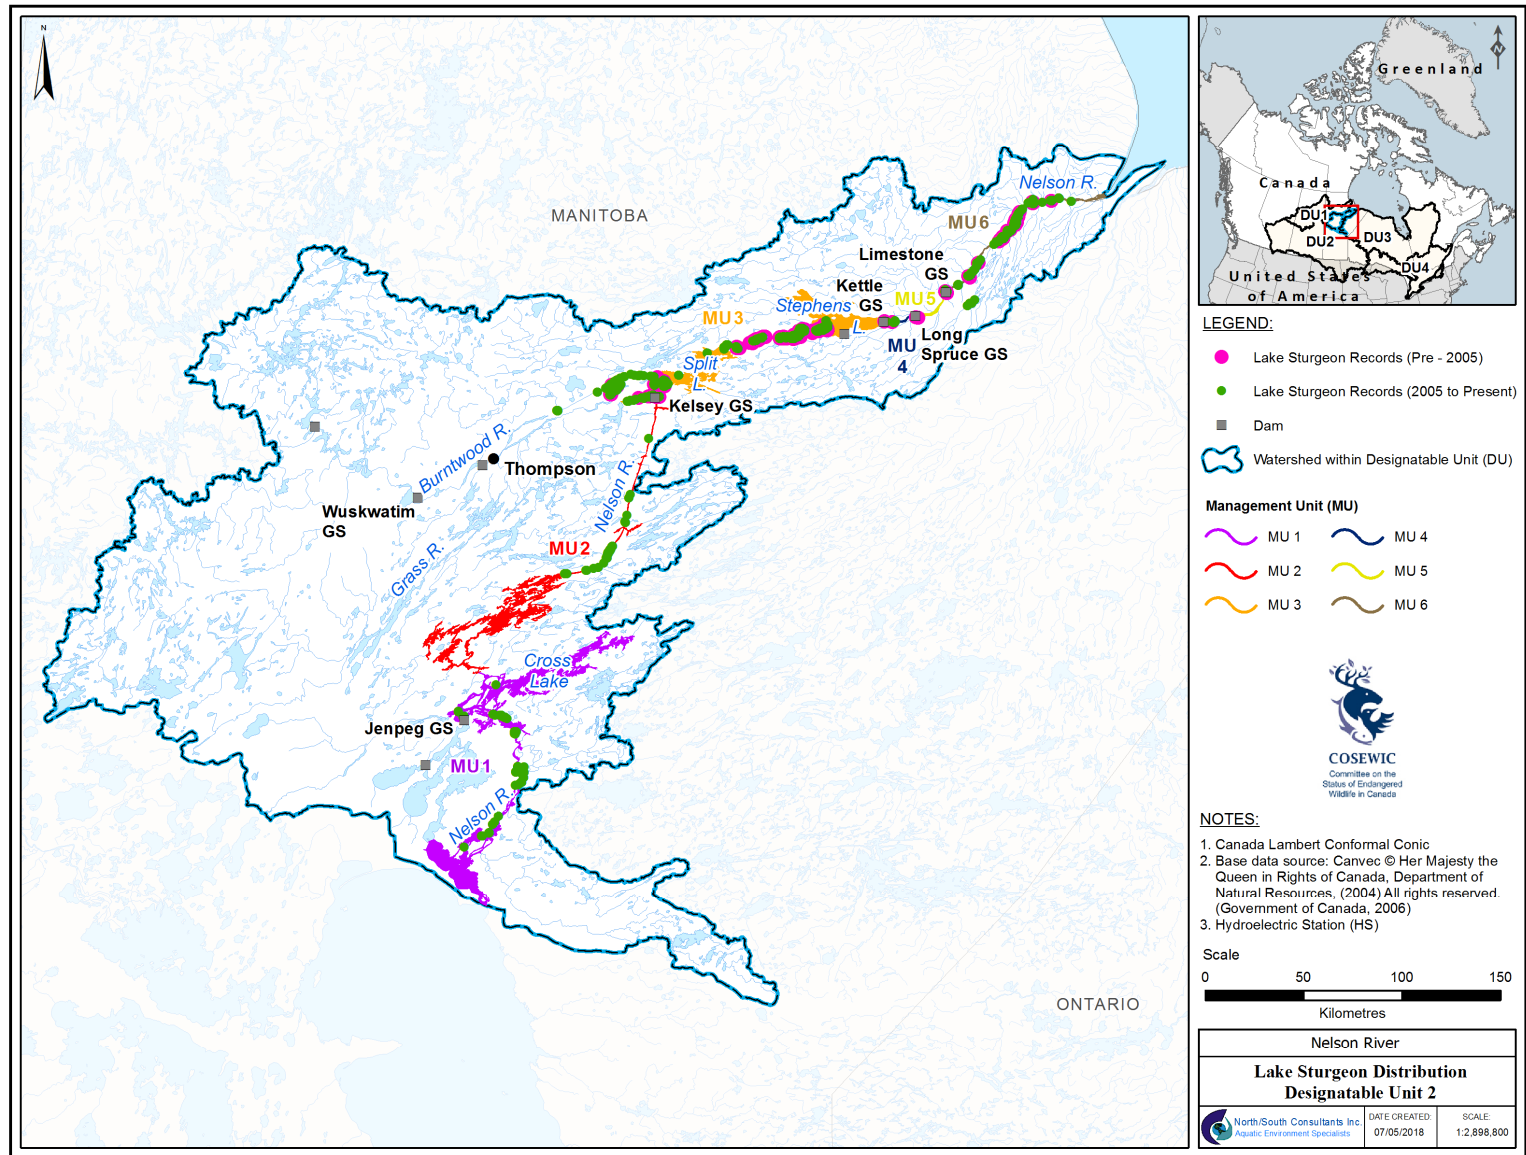 N
MANITOBA
Nelson R.
MU6
Limestone
GS
Kettle
GS
MU5
Stephens
L.
MU3
MU
4
Long
Spruce GS
Split
L.
Kelsey GS
Burntwood R.
Thompson
Wuskwatim
GS
Nelson R.
MU2
Grass R.
Cross
Lake
Jenpeg GS
MU1
Nelson R.
ONTARIO
N
Greenland
Canada
DU1
DU2
DU3
DU4
United States
of America
LEGEND:
Lake Sturgeon Records (Pre - 2005)
Lake Sturgeon Records (2005 to Present)
Dam
Watershed within Designatable Unit (DU)
Management Unit (MU)
MU 1
MU 4
MU 2
MU 5
MU 3
MU 6
COSEWIC
Committee on the
Status of Endangered
Wildlife in Canada
NOTES:
1. Canada Lambert Conformal Conic
2. Base data source: Canvec © Her Majesty the
Queen in Rights of Canada, Department of
Natural Resources, (2004) All rights reserved.
(Government of Canada, 2006)
3. Hydroelectric Station (HS)
Scale
0 50 100 150
Kilometres
Nelson River
Lake Sturgeon Distribution
Designatable Unit 2
North/South Consultants Inc.
Aquatic Environment Specialists
DATE CREATED:
07/05/2018
SCALE:
1:2,898,800